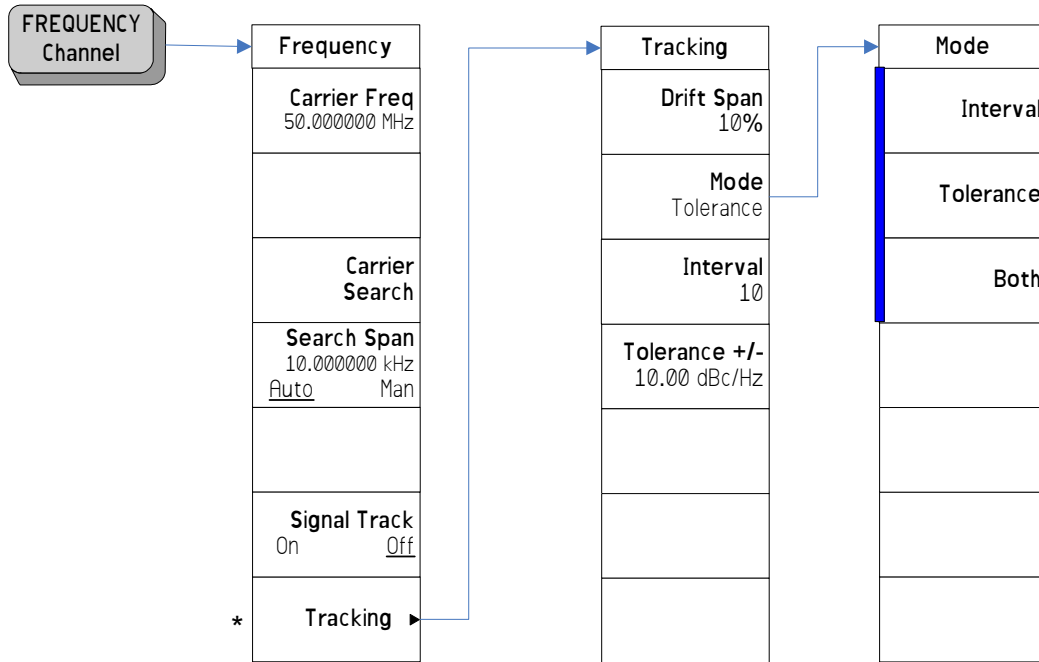 FREQUENCY
Channel
Frequency
Carrier Freq
50.000000 MHz
Carrier
Search
Search Span
10.000000 kHz
Auto Man
Signal Track
On Off
* Tracking
Tracking
Drift Span
10%
Mode
Tolerance
Interval
10
Tolerance +/-
10.00 dBc/Hz
Mode
Interval
Tolerance
Both